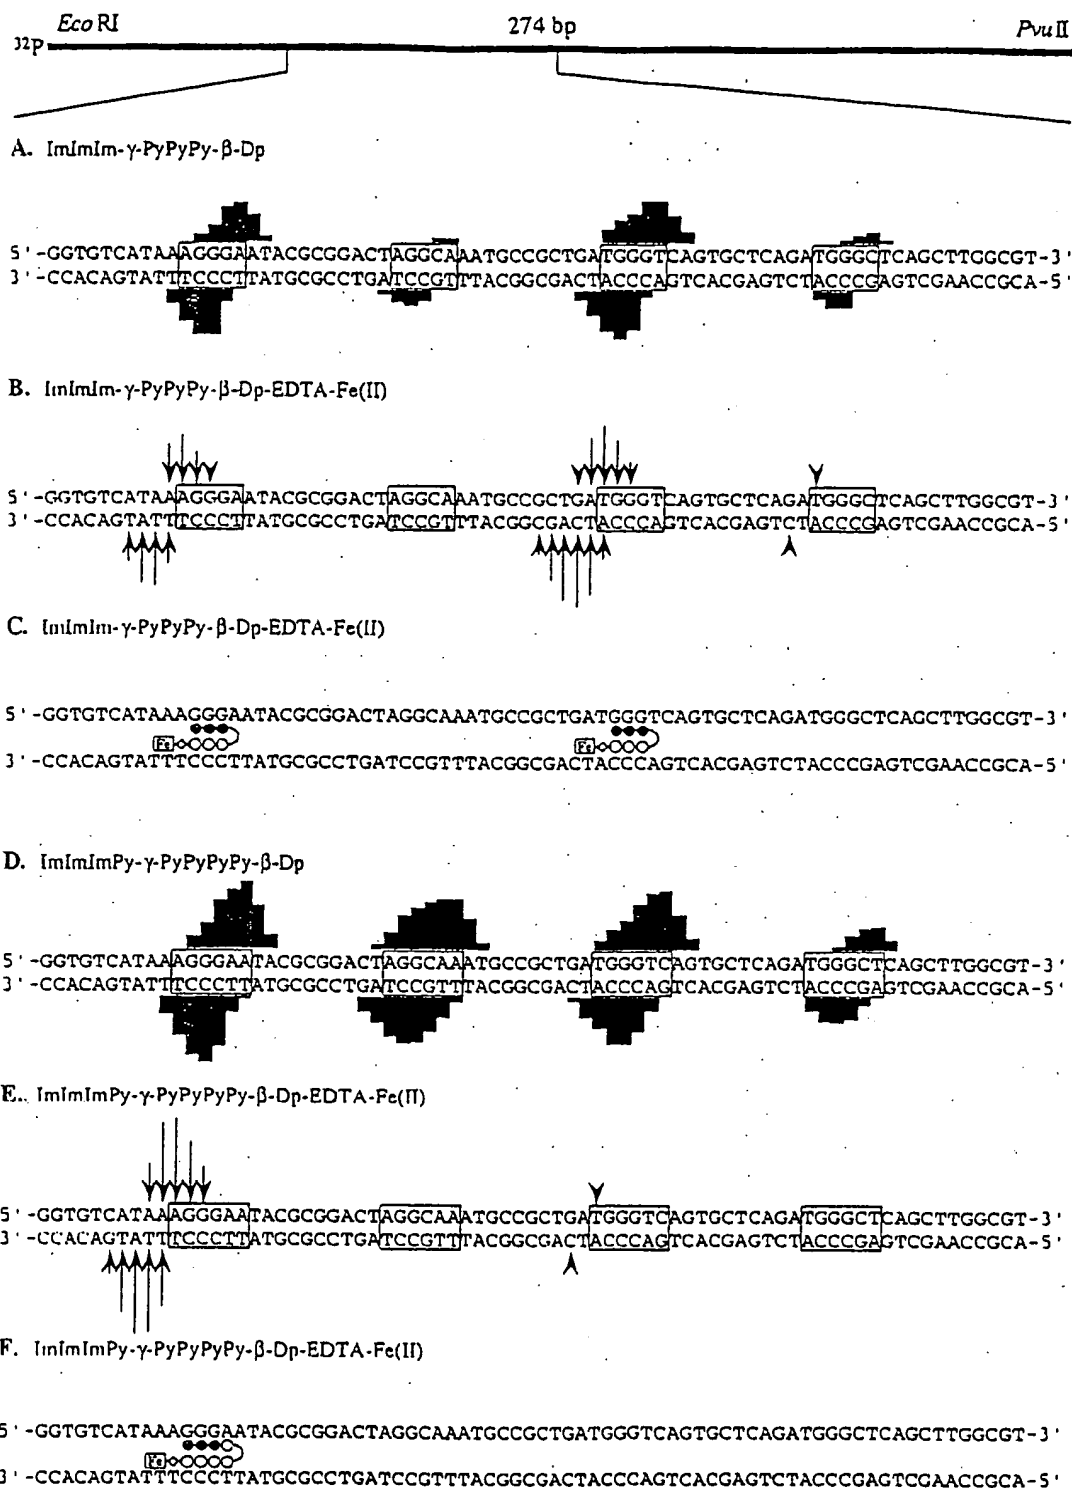 EcoRI 274 bp PvuII
32P
A. ImImIm-γ-PyPyPy-β-Dp
5'-GGTGTCATAAAGGGAATACGCGGACTAGGCAAATGCCGCTGATGGGTCAGTGCTCAGATGGGCTCAGCTTGGCGT-3'
3'-CCACAGTATTTCCCTTATGCGCCTGATCCGTTTACGGCGACTACCCAGTCACGAGTCTACCCGAGTCGAACCGCA-5'
B. ImImIm-γ-PyPyPy-β-Dp-EDTA-Fe(II)
5'-GGTGTCATAAAGGGAATACGCGGACTAGGCAAATGCCGCTGATGGGTCAGTGCTCAGATGGGCTCAGCTTGGCGT-3'
3'-CCACAGTATTTCCCTTATGCGCCTGATCCGTTTACGGCGACTACCCAGTCACGAGTCTACCCGAGTCGAACCGCA-5'
C. ImImIm-γ-PyPyPy-β-Dp-EDTA-Fe(II)
5'-GGTGTCATAAAGGGAATACGCGGACTAGGCAAATGCCGCTGATGGGTCAGTGCTCAGATGGGCTCAGCTTGGCGT-3'
Fe Fe
3'-CCACAGTATTTCCCTTATGCGCCTGATCCGTTTACGGCGACTACCCAGTCACGAGTCTACCCGAGTCGAACCGCA-5'
D. ImImImPy-γ-PyPyPyPy-β-Dp
5'-GGTGTCATAAAGGGAATACGCGGACTAGGCAAATGCCGCTGATGGGTCAGTGCTCAGATGGGCTCAGCTTGGCGT-3'
3'-CCACAGTATTTCCCTTATGCGCCTGATCCGTTTACGGCGACTACCCAGTCACGAGTCTACCCGAGTCGAACCGCA-5'
E. ImImImPy-γ-PyPyPyPy-β-Dp-EDTA-Fe(II)
5'-GGTGTCATAAAGGGAATACGCGGACTAGGCAAATGCCGCTGATGGGTCAGTGCTCAGATGGGCTCAGCTTGGCGT-3'
3'-CCACAGTATTTCCCTTATGCGCCTGATCCGTTTACGGCGACTACCCAGTCACGAGTCTACCCGAGTCGAACCGCA-5'
F. ImImImPy-γ-PyPyPyPy-β-Dp-EDTA-Fe(II)
5'-GGTGTCATAAAGGGAATACGCGGACTAGGCAAATGCCGCTGATGGGTCAGTGCTCAGATGGGCTCAGCTTGGCGT-3'
Fe
3'-CCACAGTATTTCCCTTATGCGCCTGATCCGTTTACGGCGACTACCCAGTCACGAGTCTACCCGAGTCGAACCGCA-5'